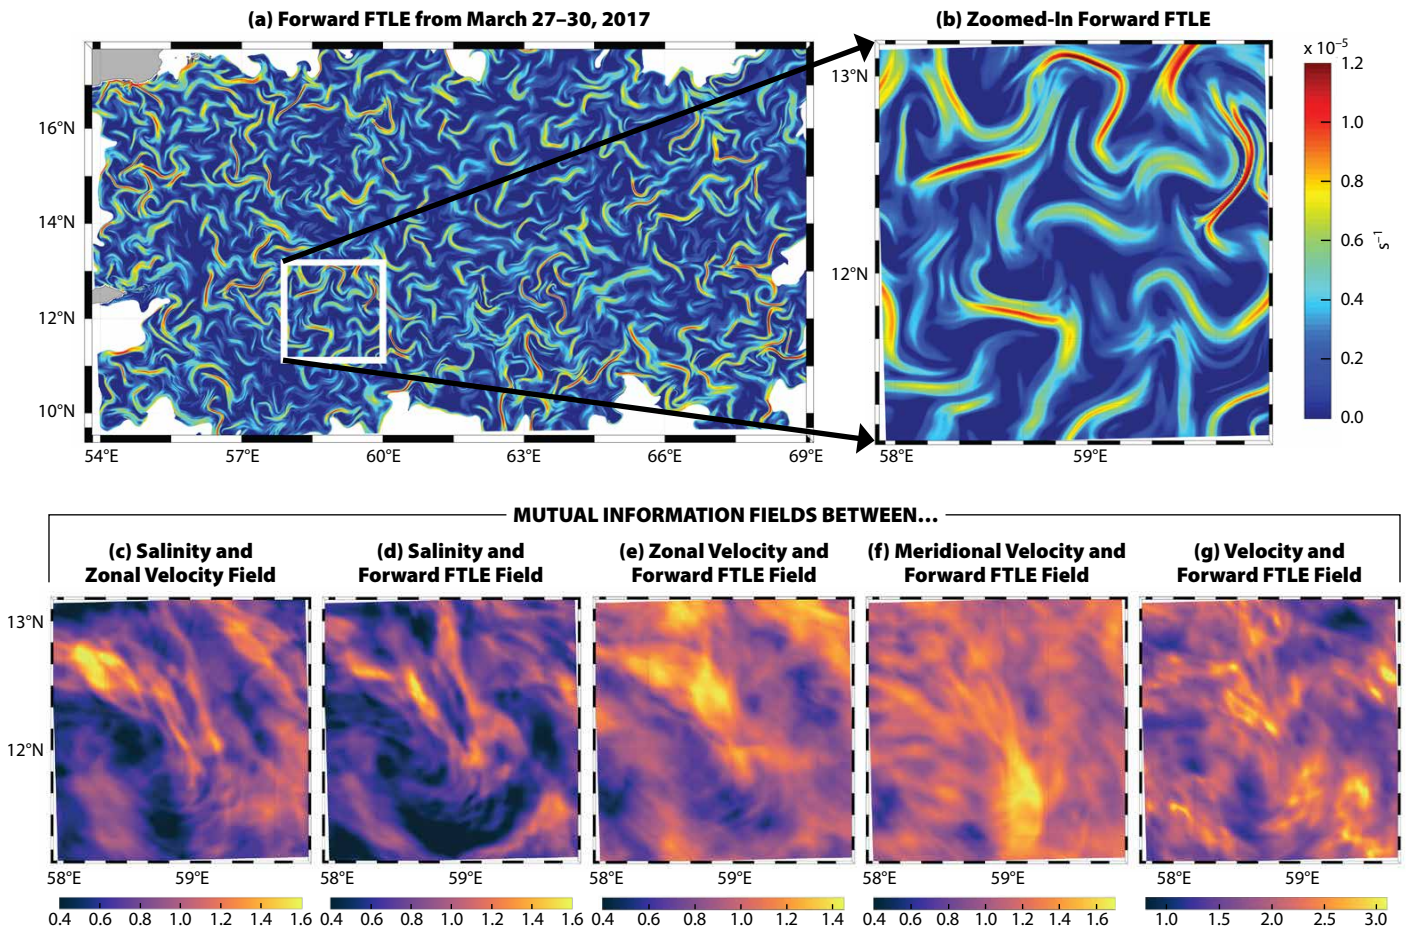 (a) Forward FTLE from March 27–30, 2017
(b) Zoomed-In Forward FTLE
x 10⁻⁵
1.2
1.0
0.8
0.6
0.4
0.2
0.0
s⁻¹
16°N
14°N
12°N
10°N
54°E 57°E 60°E 63°E 66°E 69°E
13°N
12°N
58°E 59°E
MUTUAL INFORMATION FIELDS BETWEEN...
(c) Salinity and
Zonal Velocity Field
(d) Salinity and
Forward FTLE Field
(e) Zonal Velocity and
Forward FTLE Field
(f) Meridional Velocity and
Forward FTLE Field
(g) Velocity and
Forward FTLE Field
13°N
12°N
58°E 59°E
58°E 59°E
58°E 59°E
58°E 59°E
58°E 59°E
0.4 0.6 0.8 1.0 1.2 1.4 1.6
0.4 0.6 0.8 1.0 1.2 1.4 1.6
0.4 0.6 0.8 1.0 1.2 1.4
0.4 0.6 0.8 1.0 1.2 1.4 1.6
1.0 1.5 2.0 2.5 3.0